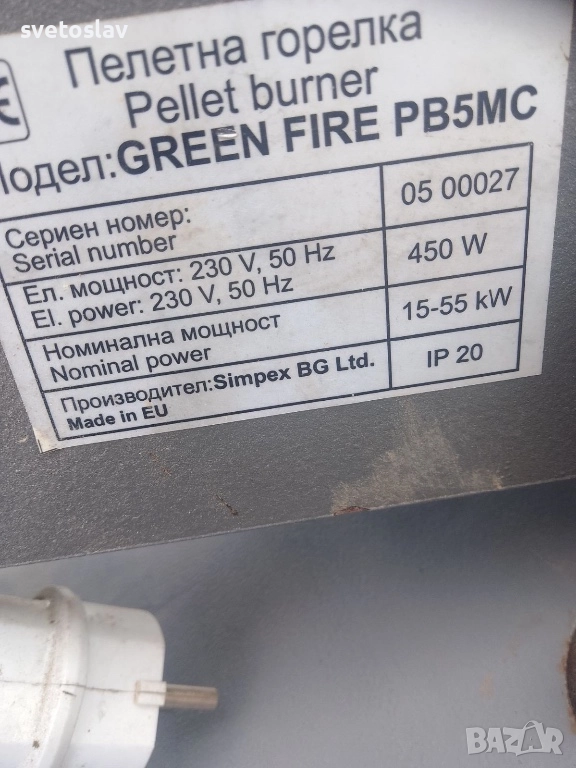 svetoslav
Пелетна горелка
Pellet burner
Модел:GREEN FIRE PB5MC
Сериен номер:
Serial number
05 00027
Ел. мощност: 230 V, 50 Hz
El. power: 230 V, 50 Hz
450 W
Номинална мощност
Nominal power
15-55 kW
Производител:Simpex BG Ltd.
Made in EU
IP 20
BAZAR